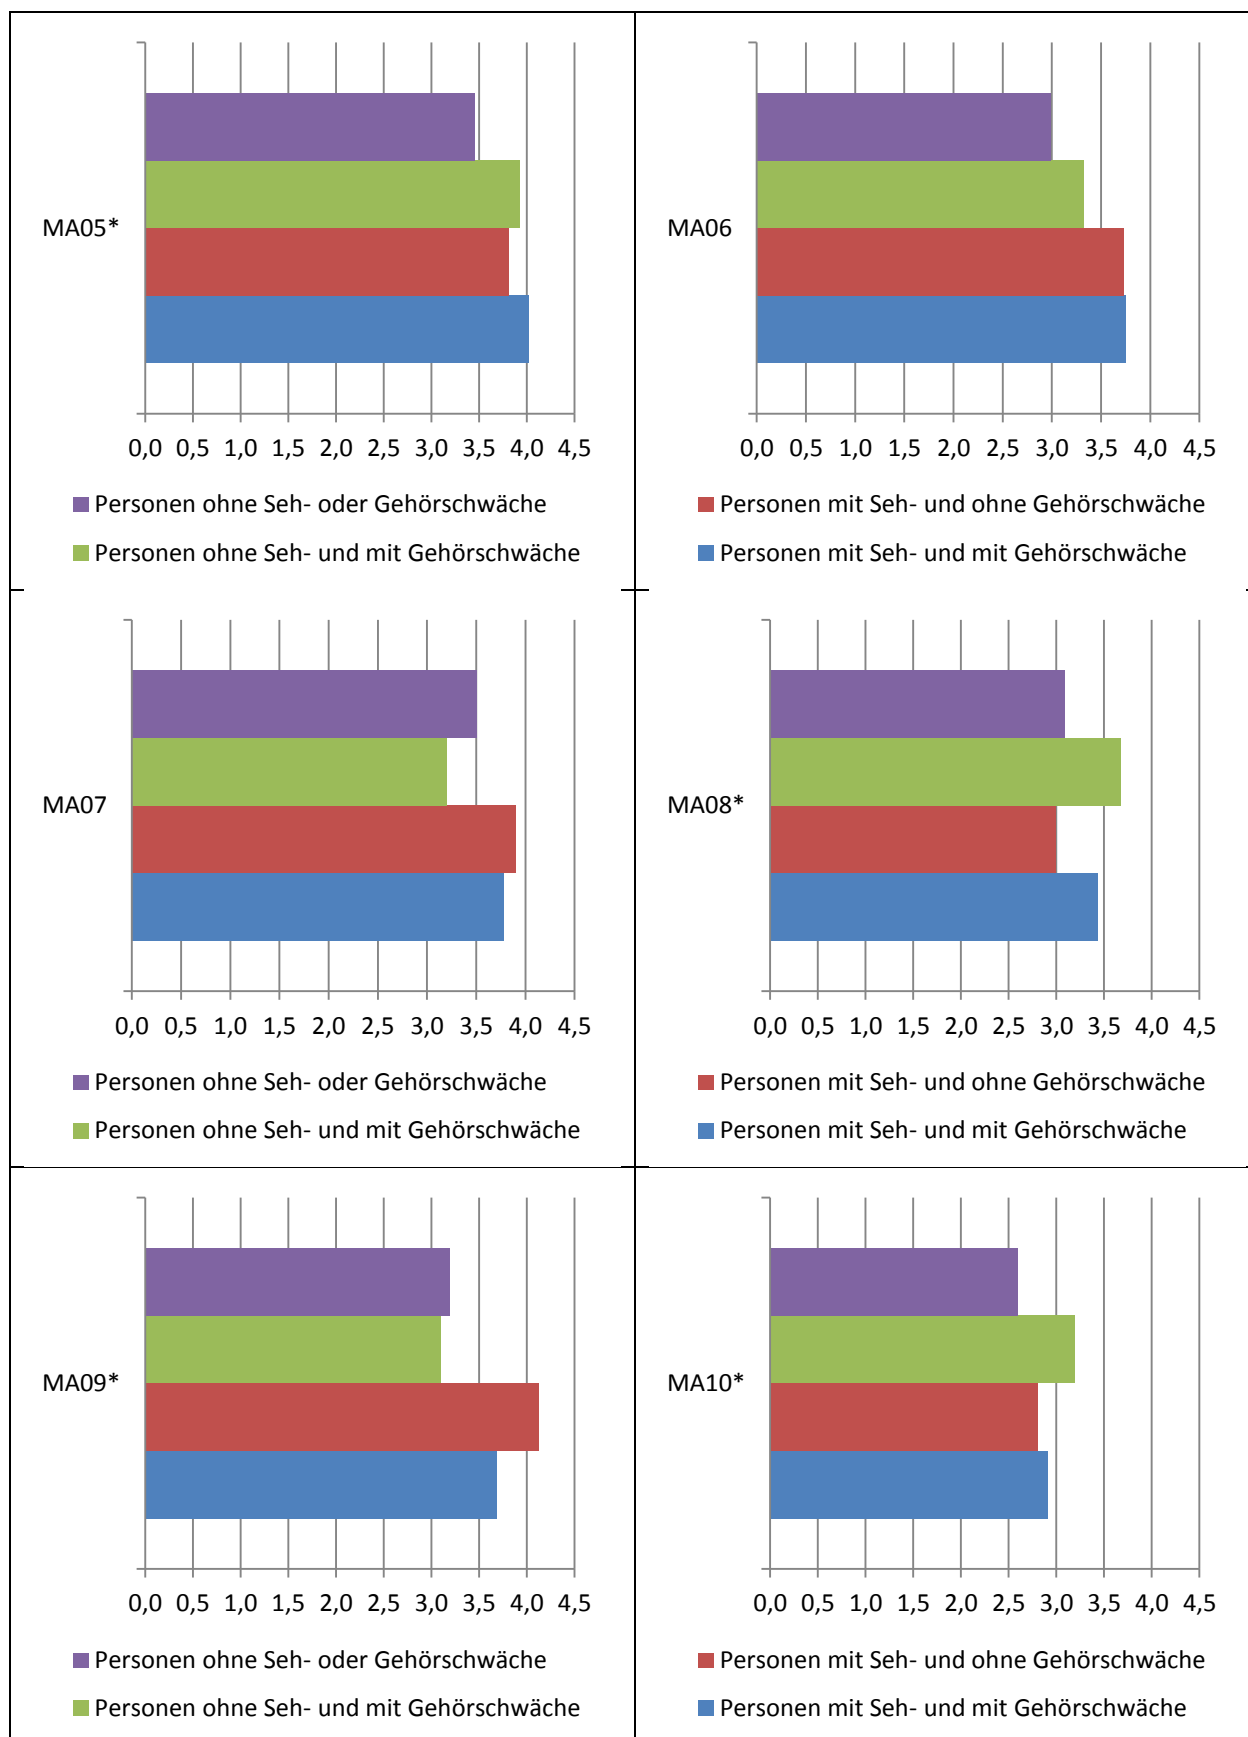 MA05*
0,0 0,5 1,0 1,5 2,0 2,5 3,0 3,5 4,0 4,5
Personen ohne Seh- oder Gehörschwäche
Personen ohne Seh- und mit Gehörschwäche
MA06
0,0 0,5 1,0 1,5 2,0 2,5 3,0 3,5 4,0 4,5
Personen mit Seh- und ohne Gehörschwäche
Personen mit Seh- und mit Gehörschwäche
MA07
0,0 0,5 1,0 1,5 2,0 2,5 3,0 3,5 4,0 4,5
Personen ohne Seh- oder Gehörschwäche
Personen ohne Seh- und mit Gehörschwäche
MA08*
0,0 0,5 1,0 1,5 2,0 2,5 3,0 3,5 4,0 4,5
Personen mit Seh- und ohne Gehörschwäche
Personen mit Seh- und mit Gehörschwäche
MA09*
0,0 0,5 1,0 1,5 2,0 2,5 3,0 3,5 4,0 4,5
Personen ohne Seh- oder Gehörschwäche
Personen ohne Seh- und mit Gehörschwäche
MA10*
0,0 0,5 1,0 1,5 2,0 2,5 3,0 3,5 4,0 4,5
Personen mit Seh- und ohne Gehörschwäche
Personen mit Seh- und mit Gehörschwäche